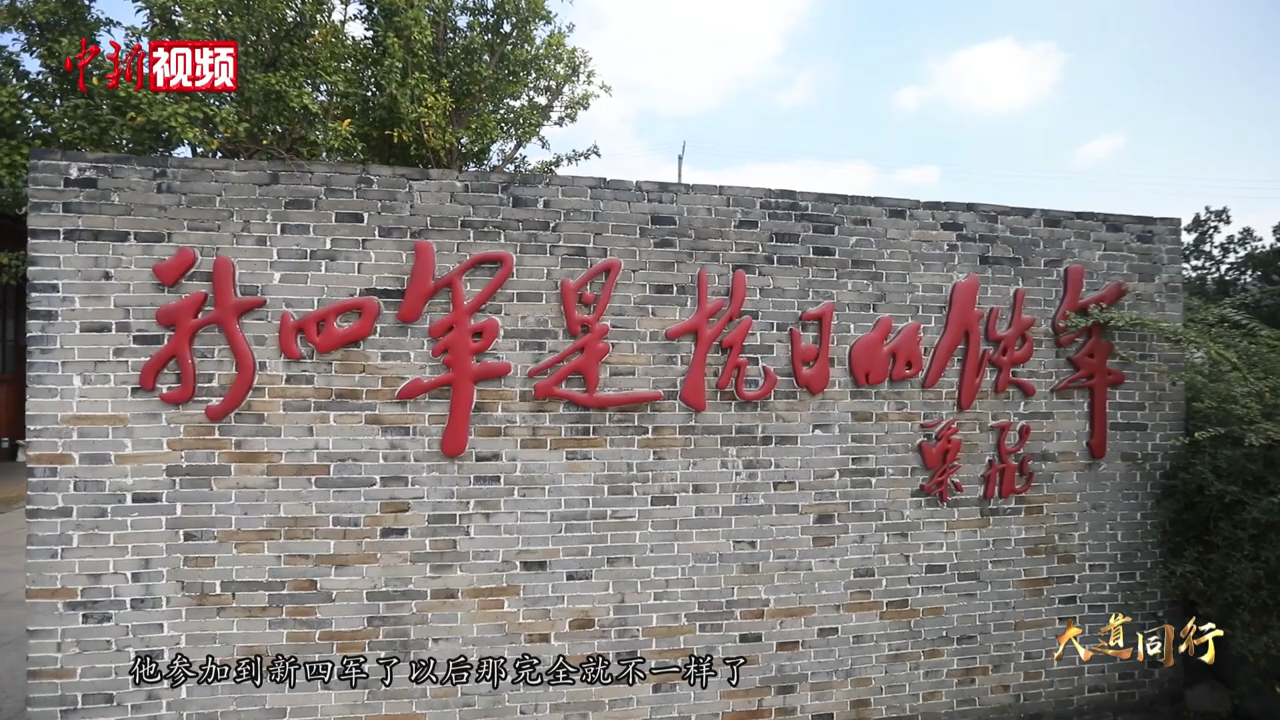 中新视频
新四军是抗日的铁军
叶飞
大道同行
他参加到新四军了以后那完全就不一样了